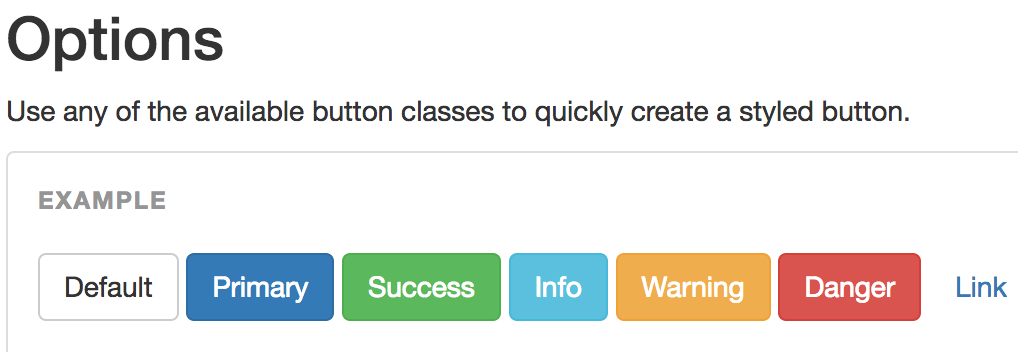 Options
Use any of the available button classes to quickly create a styled button.
EXAMPLE
Default Primary Success Info Warning Danger Link